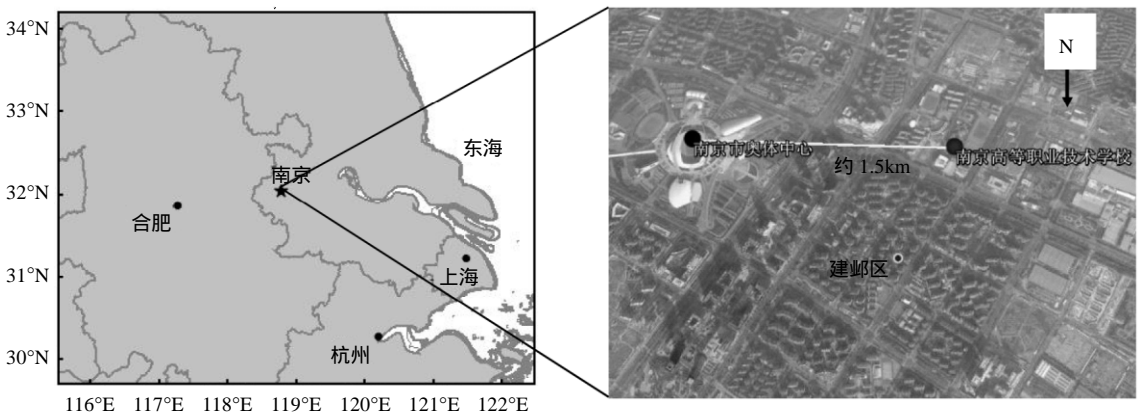 34°N
33°N
32°N
31°N
30°N
116°E
117°E
118°E
119°E
120°E
121°E
122°E
东海
南京
合肥
上海
杭州
N
南京市奥体中心
南京高等职业技术学校
约 1.5km
建邺区